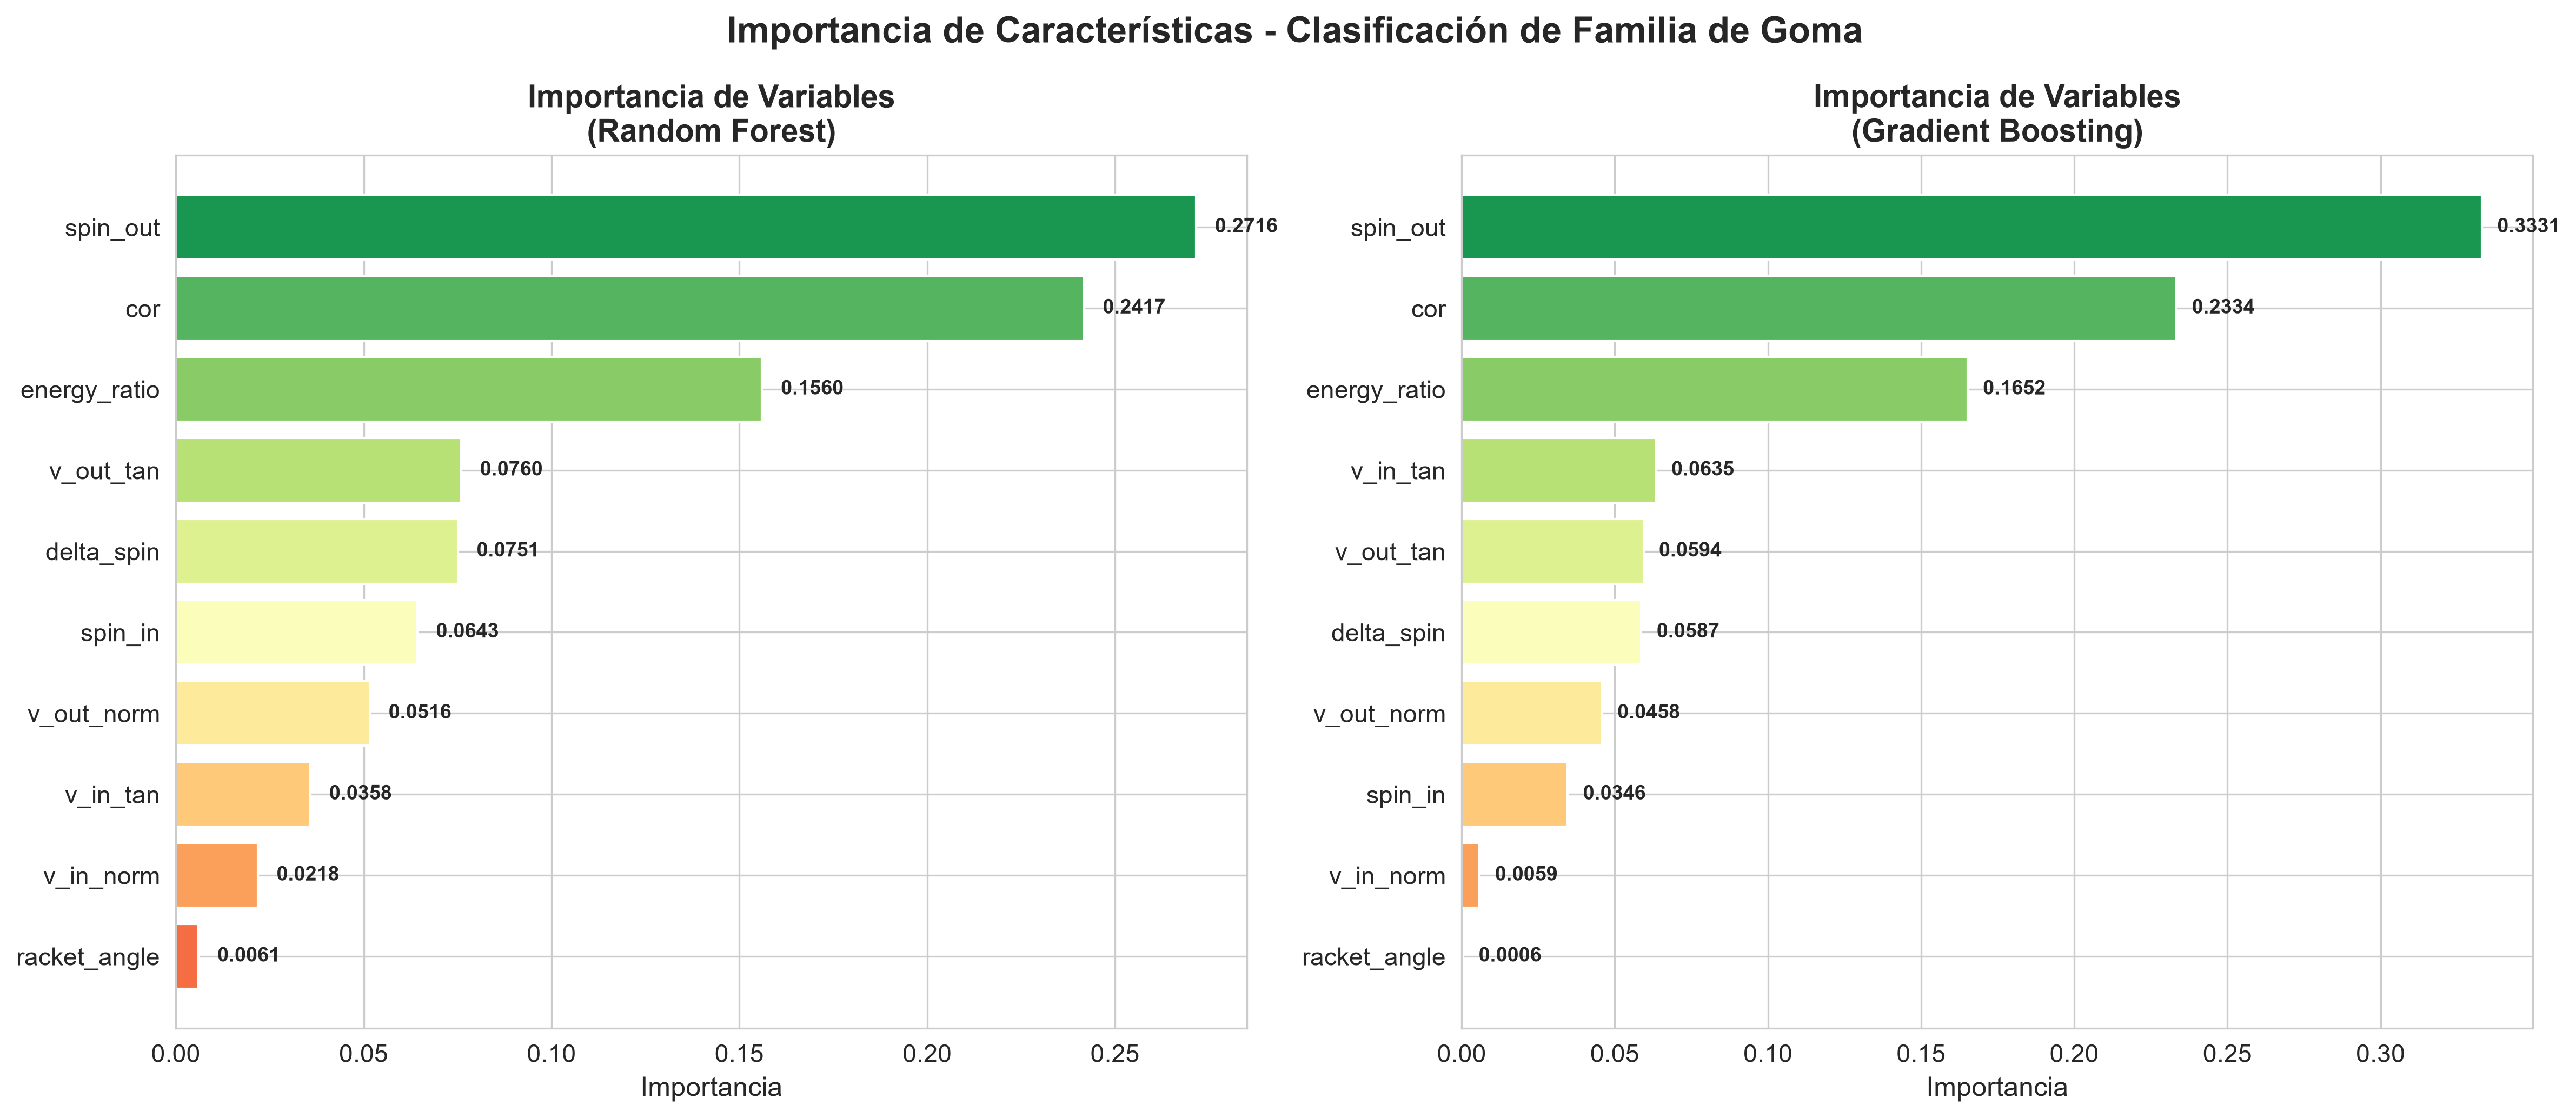 Importancia de Características - Clasificación de Familia de Goma
Importancia de Variables
(Random Forest)
spin_out
0.2716
cor
0.2417
energy_ratio
0.1560
v_out_tan
0.0760
delta_spin
0.0751
spin_in
0.0643
v_out_norm
0.0516
v_in_tan
0.0358
v_in_norm
0.0218
racket_angle
0.0061
0.00 0.05 0.10 0.15 0.20 0.25
Importancia
Importancia de Variables
(Gradient Boosting)
spin_out
0.3331
cor
0.2334
energy_ratio
0.1652
v_in_tan
0.0635
v_out_tan
0.0594
delta_spin
0.0587
v_out_norm
0.0458
spin_in
0.0346
v_in_norm
0.0059
racket_angle
0.0006
0.00 0.05 0.10 0.15 0.20 0.25 0.30
Importancia